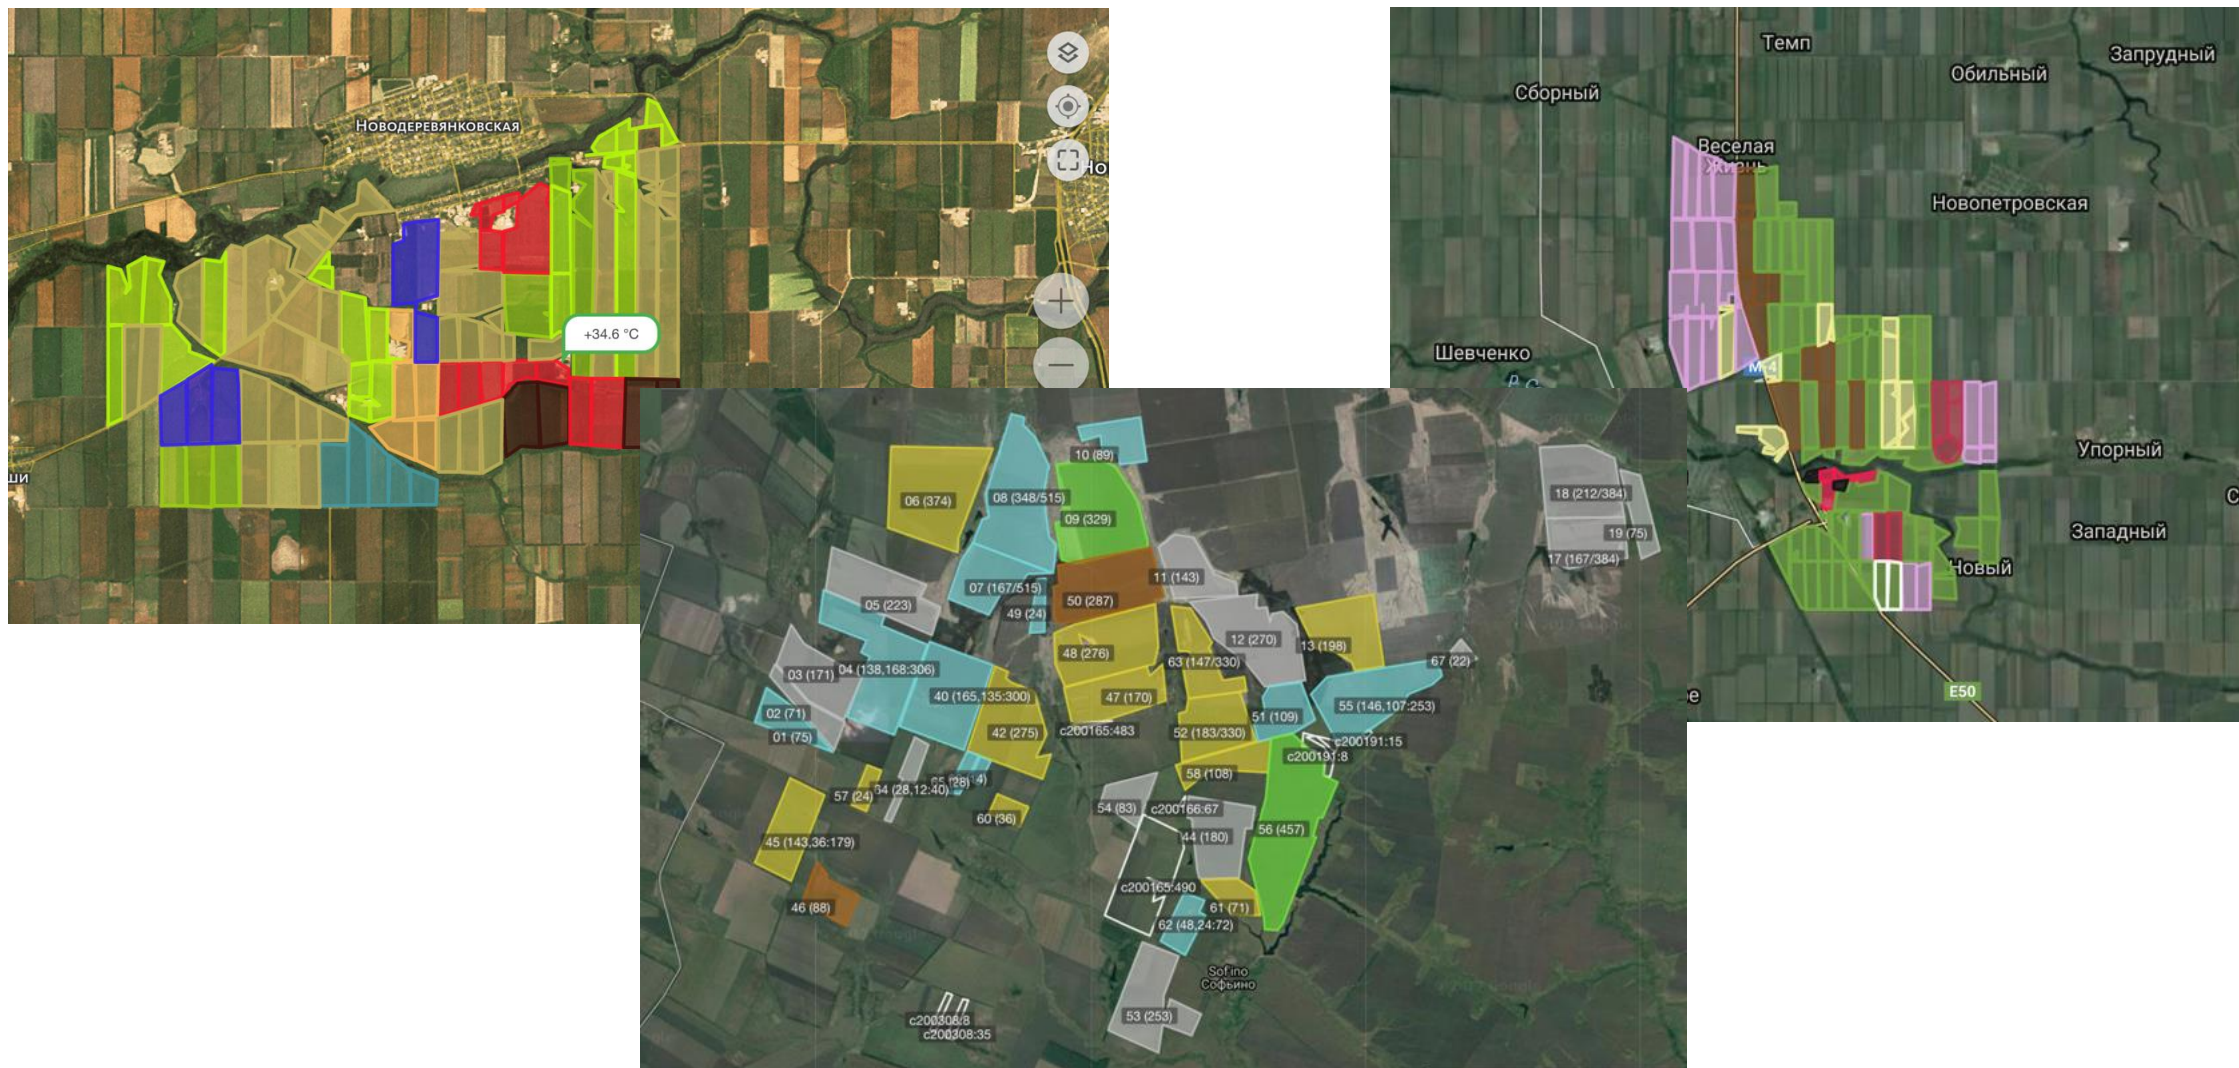 Новодеревянковская
Но
+34.6 °C
ши
Темп
Запрудный
Обильный
Сборный
Веселая
Жизнь
Новопетровская
Шевченко
М-4
Упорный
Западный
Новый
E50
10 (89)
06 (374)
08 (348/515)
09 (329)
18 (212/384)
19 (75)
17 (167/384)
11 (143)
07 (167/515)
50 (287)
05 (223)
49 (24)
12 (270)
13 (198)
48 (276)
63 (147/330)
67 (22)
04 (138,168:306)
03 (171)
40 (165,135:300)
47 (170)
55 (146,107:253)
02 (71)
51 (109)
c200165:483
42 (275)
52 (183/330)
01 (75)
c200191:15
c200191:8
58 (108)
57 (24)
64 (28,12:40)
54 (83)
c200166:67
60 (36)
56 (457)
44 (180)
45 (143,36:179)
c200165:490
46 (88)
61 (71)
62 (48,24:72)
Sofino
Софьино
53 (253)
c200308:8
c200308:35